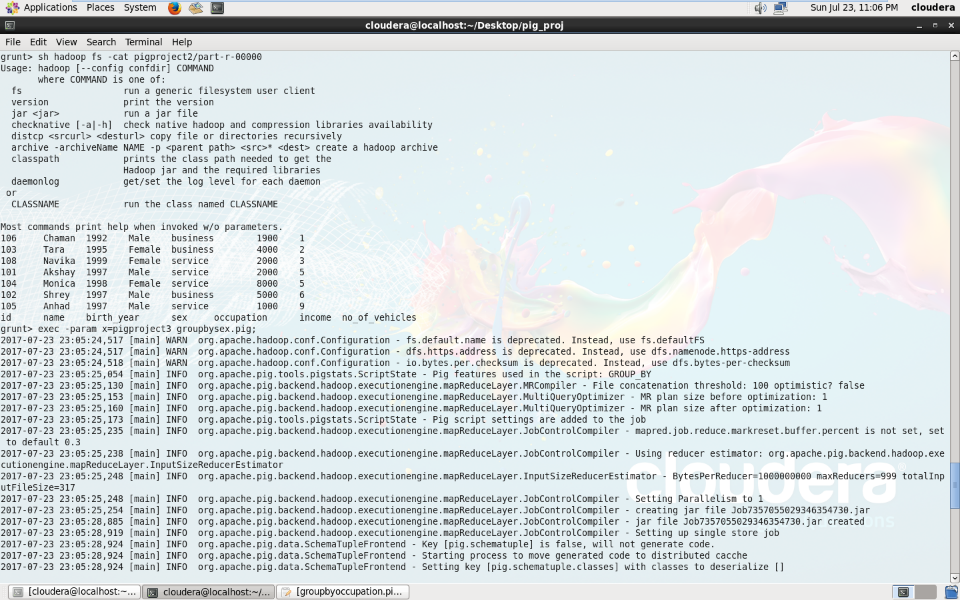 Applications Places System Sun Jul 23, 11:06 PM cloudera
cloudera@localhost:~/Desktop/pig_proj
File Edit View Search Terminal Help
grunt> sh hadoop fs -cat pigproject2/part-r-00000
Usage: hadoop [--config confdir] COMMAND
where COMMAND is one of:
fs run a generic filesystem user client
version print the version
jar <jar> run a jar file
checknative [-a|-h] check native hadoop and compression libraries availability
distcp <srcurl> <desturl> copy file or directories recursively
archive -archiveName NAME -p <parent path> <src>* <dest> create a hadoop archive
classpath prints the class path needed to get the
Hadoop jar and the required libraries
daemonlog get/set the log level for each daemon
or
CLASSNAME run the class named CLASSNAME
Most commands print help when invoked w/o parameters.
106 Chaman 1992 Male business 1900 1
103 Tara 1995 Female business 4000 2
108 Navika 1999 Female service 2000 3
101 Akshay 1997 Male service 2000 5
104 Monica 1998 Female service 8000 5
102 Shrey 1997 Male business 5000 6
105 Anhad 1997 Male service 1000 9
id name birth_year sex occupation income no_of_vehicles
grunt> exec -param x=pigproject3 groupbysex.pig;
2017-07-23 23:05:24,517 [main] WARN org.apache.hadoop.conf.Configuration - fs.default.name is deprecated. Instead, use fs.defaultFS
2017-07-23 23:05:24,517 [main] WARN org.apache.hadoop.conf.Configuration - dfs.https.address is deprecated. Instead, use dfs.namenode.https-address
2017-07-23 23:05:24,518 [main] WARN org.apache.hadoop.conf.Configuration - io.bytes.per.checksum is deprecated. Instead, use dfs.bytes-per-checksum
2017-07-23 23:05:25,054 [main] INFO org.apache.pig.tools.pigstats.ScriptState - Pig features used in the script: GROUP_BY
2017-07-23 23:05:25,130 [main] INFO org.apache.pig.backend.hadoop.executionengine.mapReduceLayer.MRCompiler - File concatenation threshold: 100 optimistic? false
2017-07-23 23:05:25,153 [main] INFO org.apache.pig.backend.hadoop.executionengine.mapReduceLayer.MultiQueryOptimizer - MR plan size before optimization: 1
2017-07-23 23:05:25,160 [main] INFO org.apache.pig.backend.hadoop.executionengine.mapReduceLayer.MultiQueryOptimizer - MR plan size after optimization: 1
2017-07-23 23:05:25,173 [main] INFO org.apache.pig.tools.pigstats.ScriptState - Pig script settings are added to the job
2017-07-23 23:05:25,235 [main] INFO org.apache.pig.backend.hadoop.executionengine.mapReduceLayer.JobControlCompiler - mapred.job.reduce.markreset.buffer.percent is not set, set
to default 0.3
2017-07-23 23:05:25,238 [main] INFO org.apache.pig.backend.hadoop.executionengine.mapReduceLayer.JobControlCompiler - Using reducer estimator: org.apache.pig.backend.hadoop.exe
cutionengine.mapReduceLayer.InputSizeReducerEstimator
2017-07-23 23:05:25,248 [main] INFO org.apache.pig.backend.hadoop.executionengine.mapReduceLayer.InputSizeReducerEstimator - BytesPerReducer=1000000000 maxReducers=999 totalInp
utFileSize=317
2017-07-23 23:05:25,248 [main] INFO org.apache.pig.backend.hadoop.executionengine.mapReduceLayer.JobControlCompiler - Setting Parallelism to 1
2017-07-23 23:05:25,254 [main] INFO org.apache.pig.backend.hadoop.executionengine.mapReduceLayer.JobControlCompiler - creating jar file Job7357055029346354730.jar
2017-07-23 23:05:28,885 [main] INFO org.apache.pig.backend.hadoop.executionengine.mapReduceLayer.JobControlCompiler - jar file Job7357055029346354730.jar created
2017-07-23 23:05:28,919 [main] INFO org.apache.pig.backend.hadoop.executionengine.mapReduceLayer.JobControlCompiler - Setting up single store job
2017-07-23 23:05:28,924 [main] INFO org.apache.pig.data.SchemaTupleFrontend - Key [pig.schematuple] is false, will not generate code.
2017-07-23 23:05:28,924 [main] INFO org.apache.pig.data.SchemaTupleFrontend - Starting process to move generated code to distributed cacche
2017-07-23 23:05:28,924 [main] INFO org.apache.pig.data.SchemaTupleFrontend - Setting key [pig.schematuple.classes] with classes to deserialize []
cloudera
[cloudera@localhost:~... cloudera@localhost:~/... [groupbyoccupation.pi...